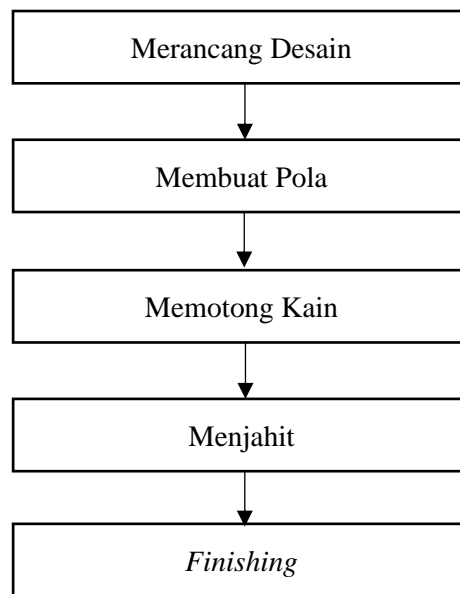 Merancang Desain
Membuat Pola
Memotong Kain
Menjahit
Finishing